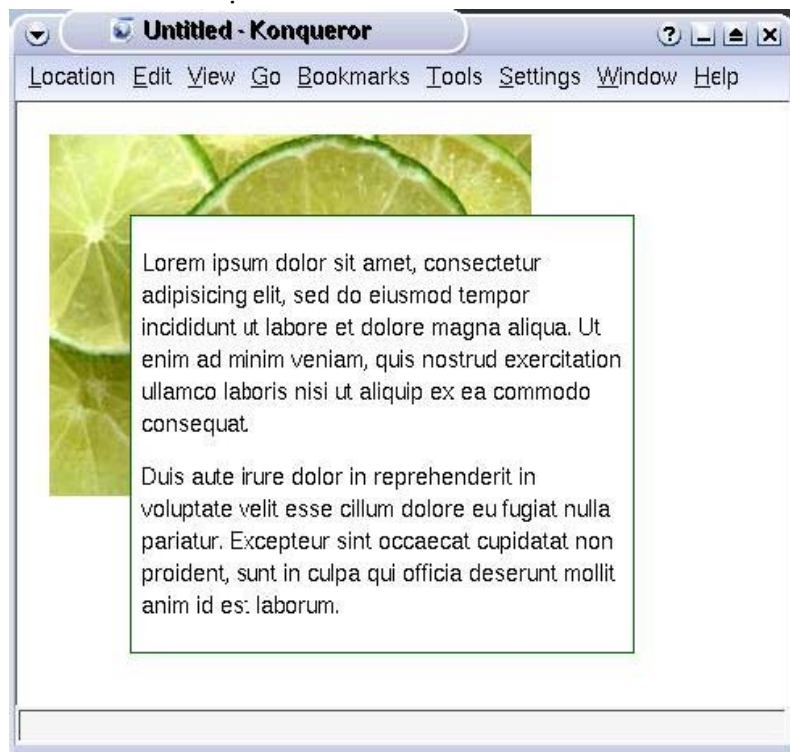 Untitled - Konqueror
Location Edit View Go Bookmarks Tools Settings Window Help
Lorem ipsum dolor sit amet, consectetur
adipisicing elit, sed do eiusmod tempor
incididunt ut labore et dolore magna aliqua. Ut
enim ad minim veniam, quis nostrud exercitation
ullamco laboris nisi ut aliquip ex ea commodo
consequat.
Duis aute irure dolor in reprehenderit in
voluptate velit esse cillum dolore eu fugiat nulla
pariatur. Excepteur sint occaecat cupidatat non
proident, sunt in culpa qui officia deserunt mollit
anim id est laborum.